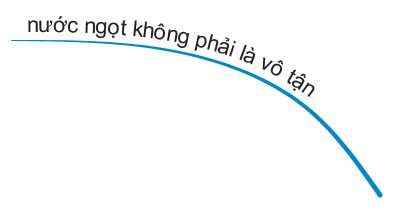 nước ngọt không phải là vô tận